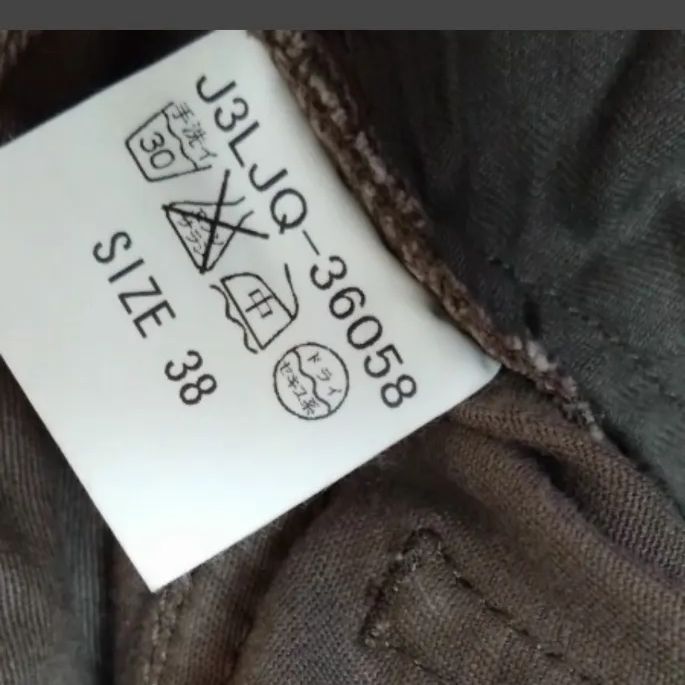 J3LJQ-36058
手洗イ
30
エンソ
サラシ
中
ドライ
セキユ系
SIZE 38